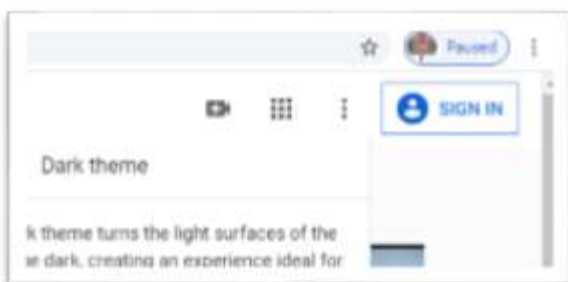 Paused
SIGN IN
Dark theme
k theme turns the light surfaces of the
dark, creating an experience ideal for